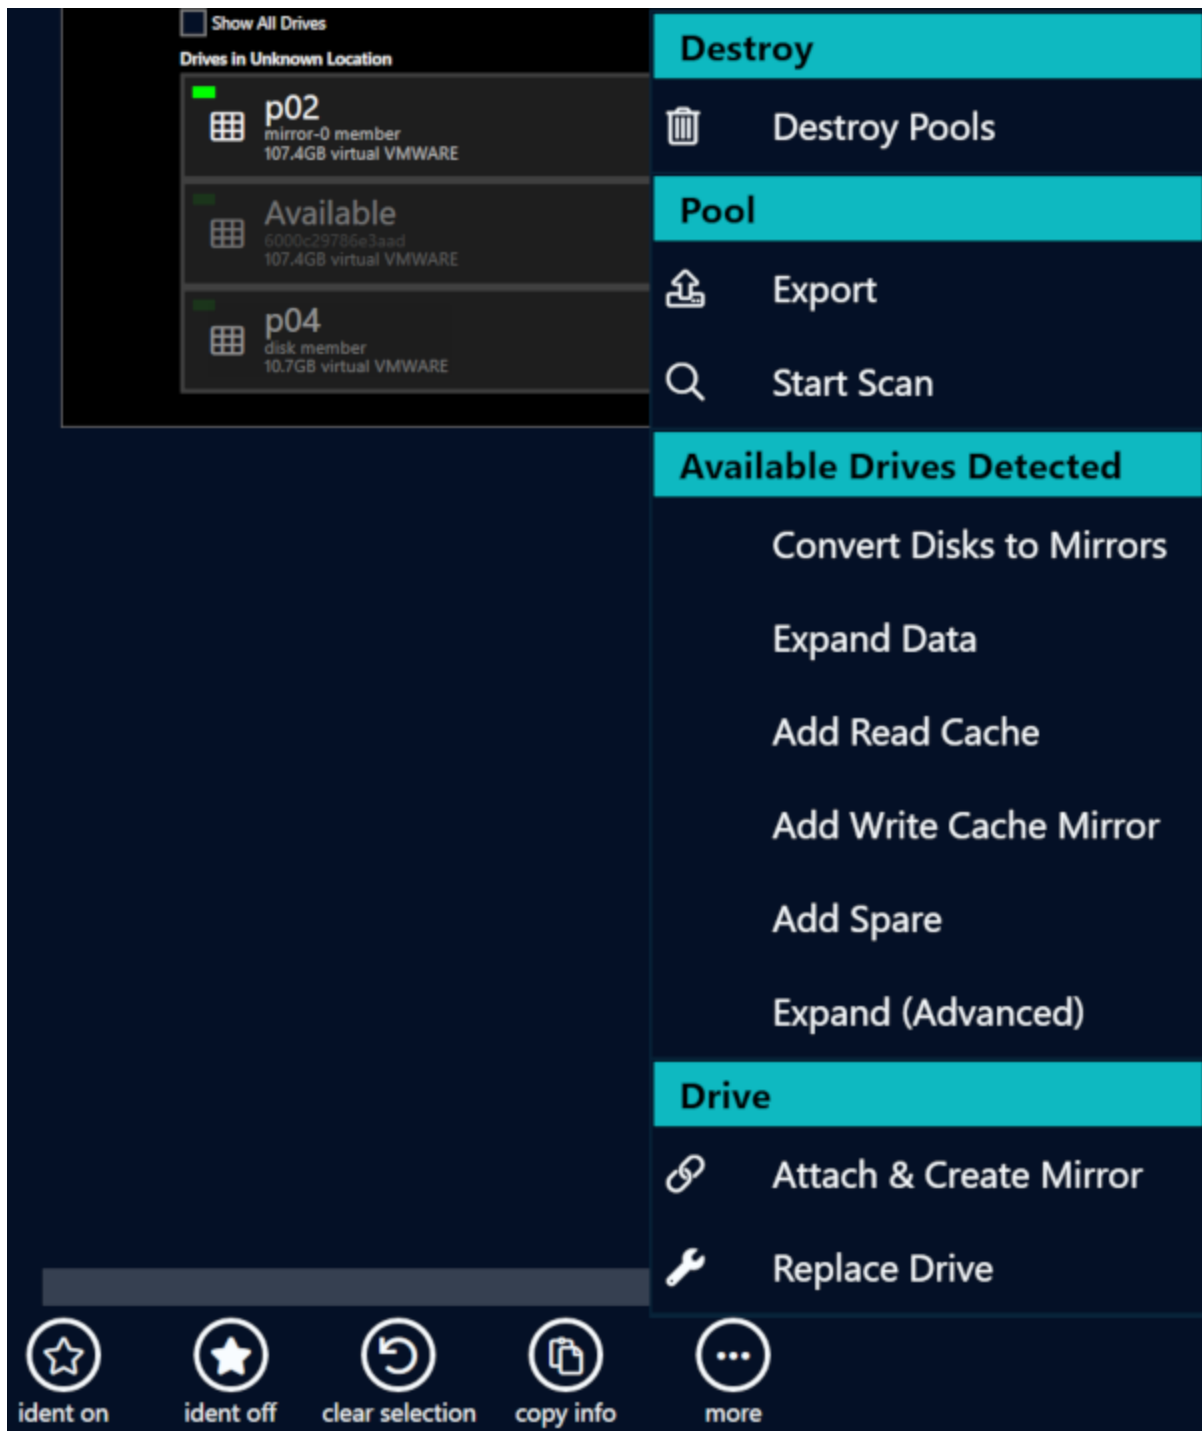 Show All Drives
Drives in Unknown Location
p02
mirror-0 member
107.4GB virtual VMWARE
Available
6000c29786e3aad
107.4GB virtual VMWARE
p04
disk member
10.7GB virtual VMWARE
Destroy
Destroy Pools
Pool
Export
Start Scan
Available Drives Detected
Convert Disks to Mirrors
Expand Data
Add Read Cache
Add Write Cache Mirror
Add Spare
Expand (Advanced)
Drive
Attach & Create Mirror
Replace Drive
ident on
ident off
clear selection
copy info
more